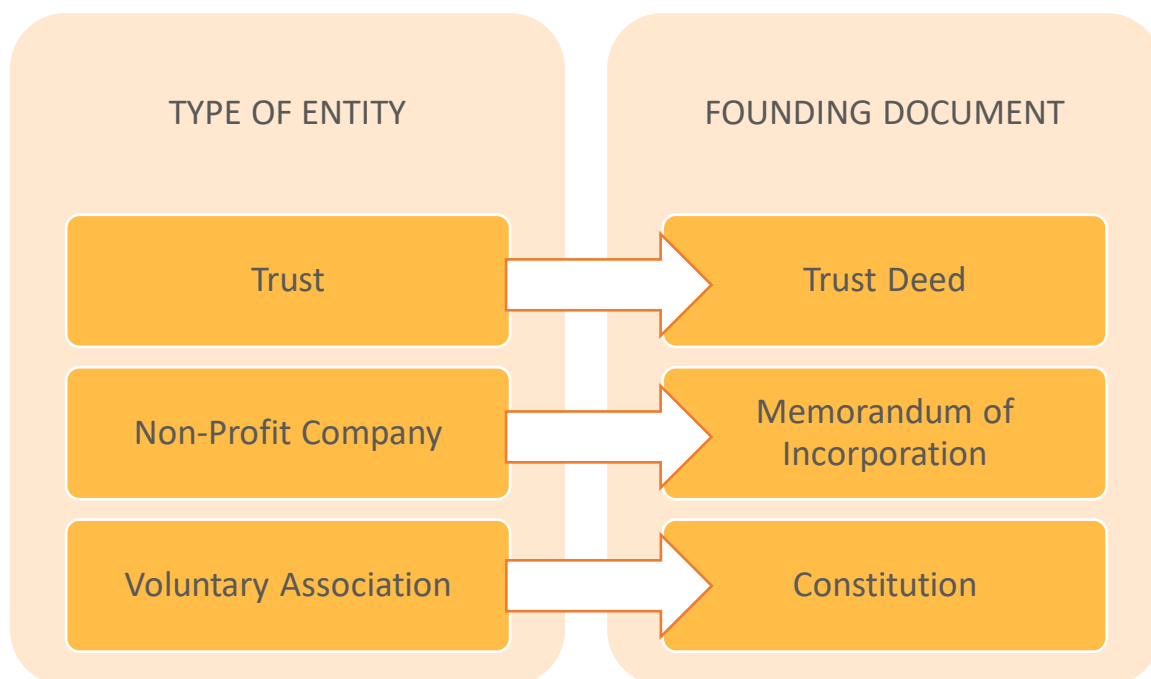 TYPE OF ENTITY
FOUNDING DOCUMENT
Trust
Trust Deed
Non-Profit Company
Memorandum of
Incorporation
Voluntary Association
Constitution